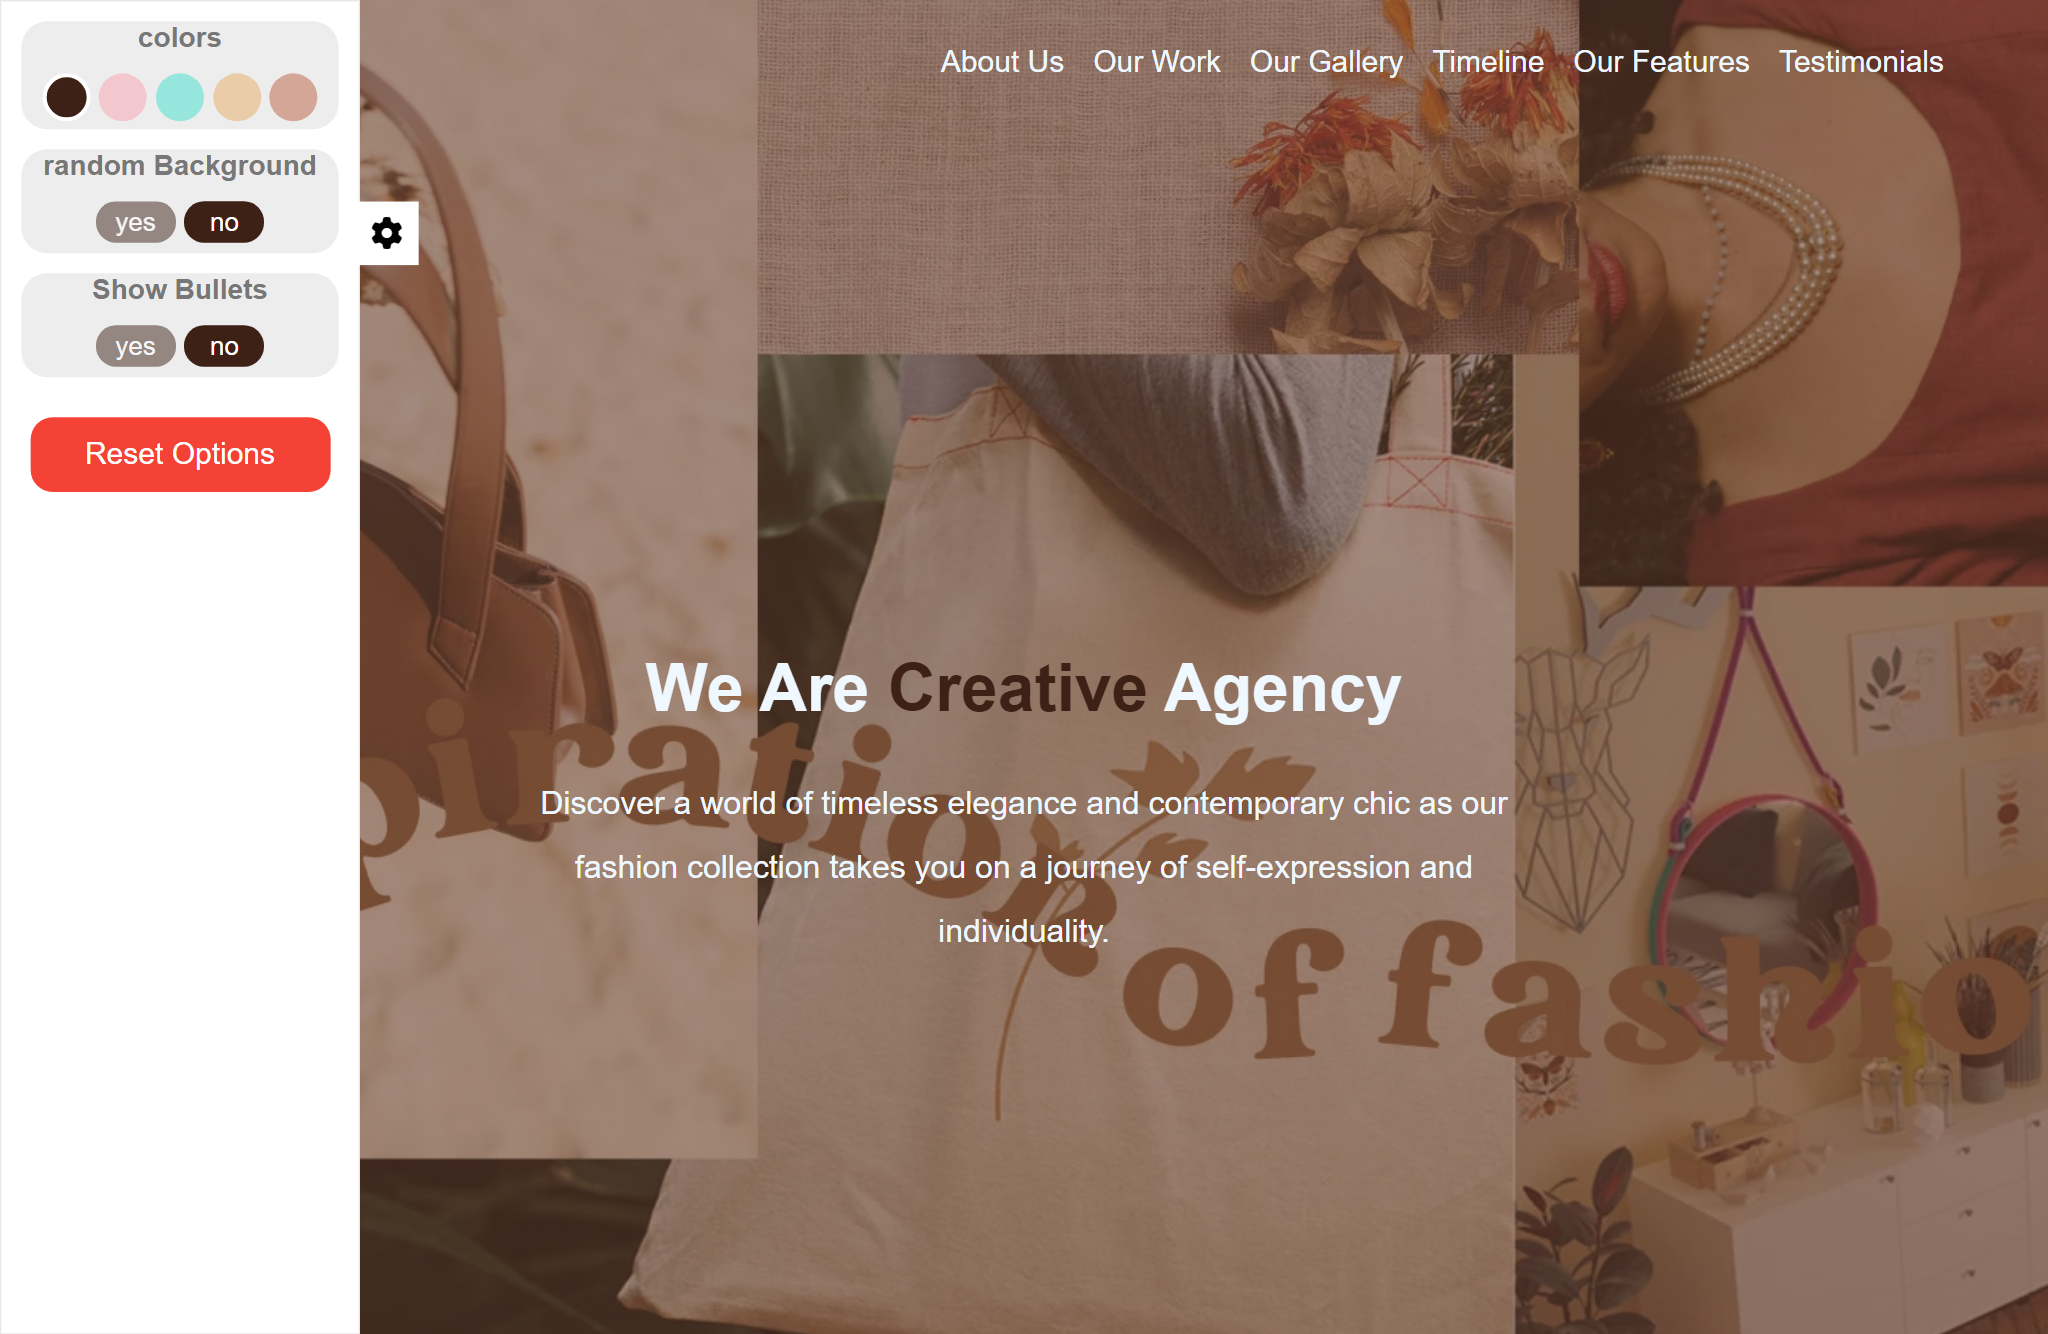 colors
random Background
yes no
Show Bullets
yes no
Reset Options
About Us Our Work Our Gallery Timeline Our Features Testimonials
We Are Creative Agency
Discover a world of timeless elegance and contemporary chic as our
fashion collection takes you on a journey of self-expression and
individuality.
piration
of fashio